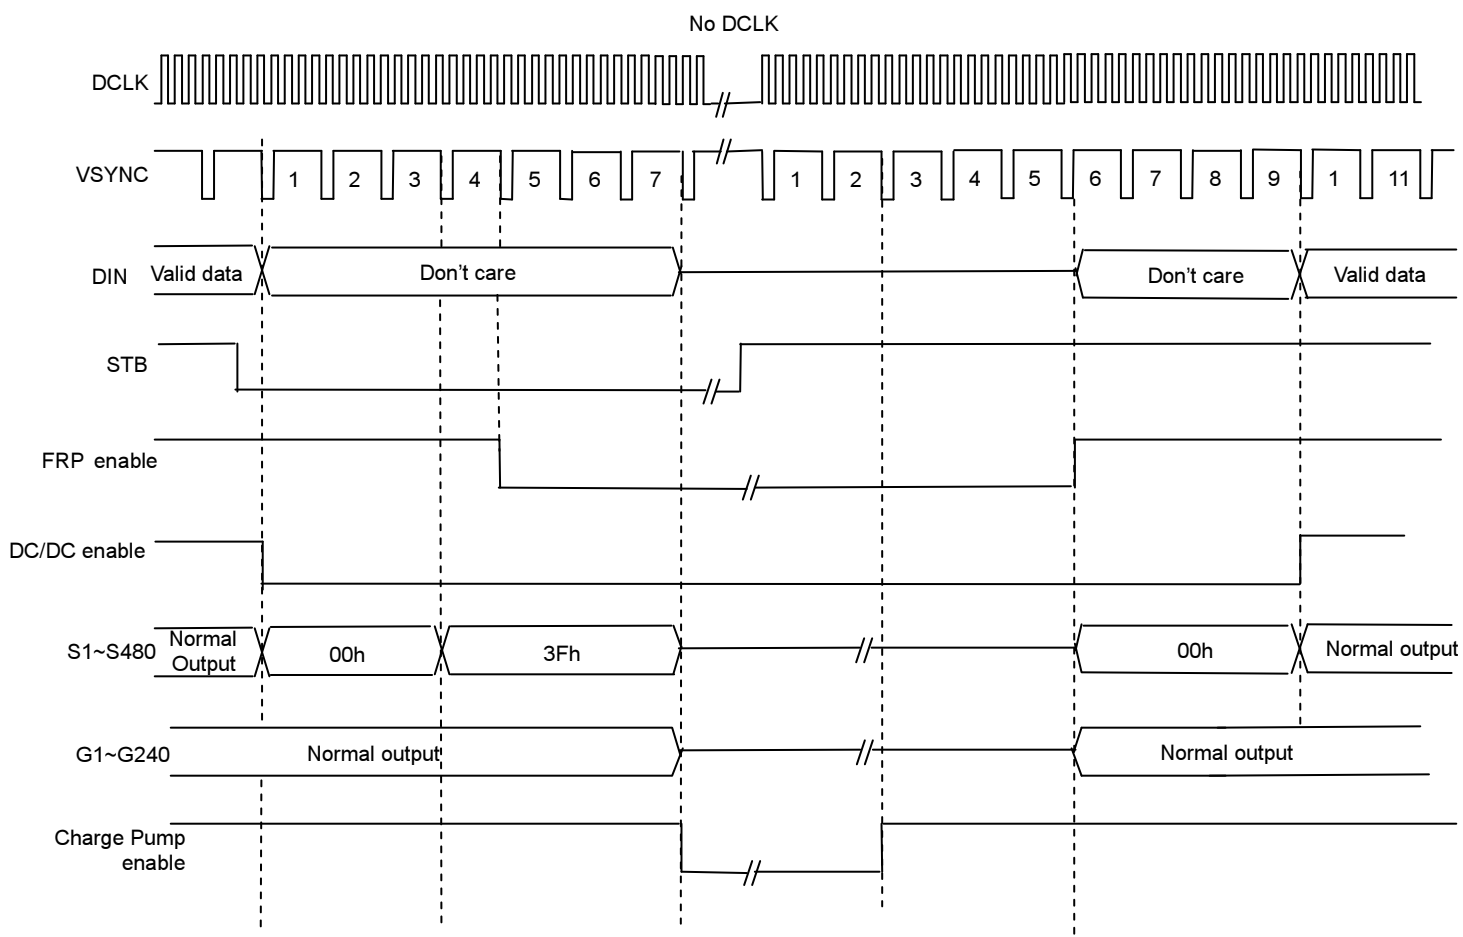 No DCLK
DCLK
VSYNC
1 2 3 4 5 6 7 1 2 3 4 5 6 7 8 9 1 11
DIN
Valid data
Don't care
Don't care
Valid data
STB
FRP enable
DC/DC enable
S1~S480
Normal
Output
00h
3Fh
00h
Normal output
G1~G240
Normal output
Normal output
Charge Pump
enable